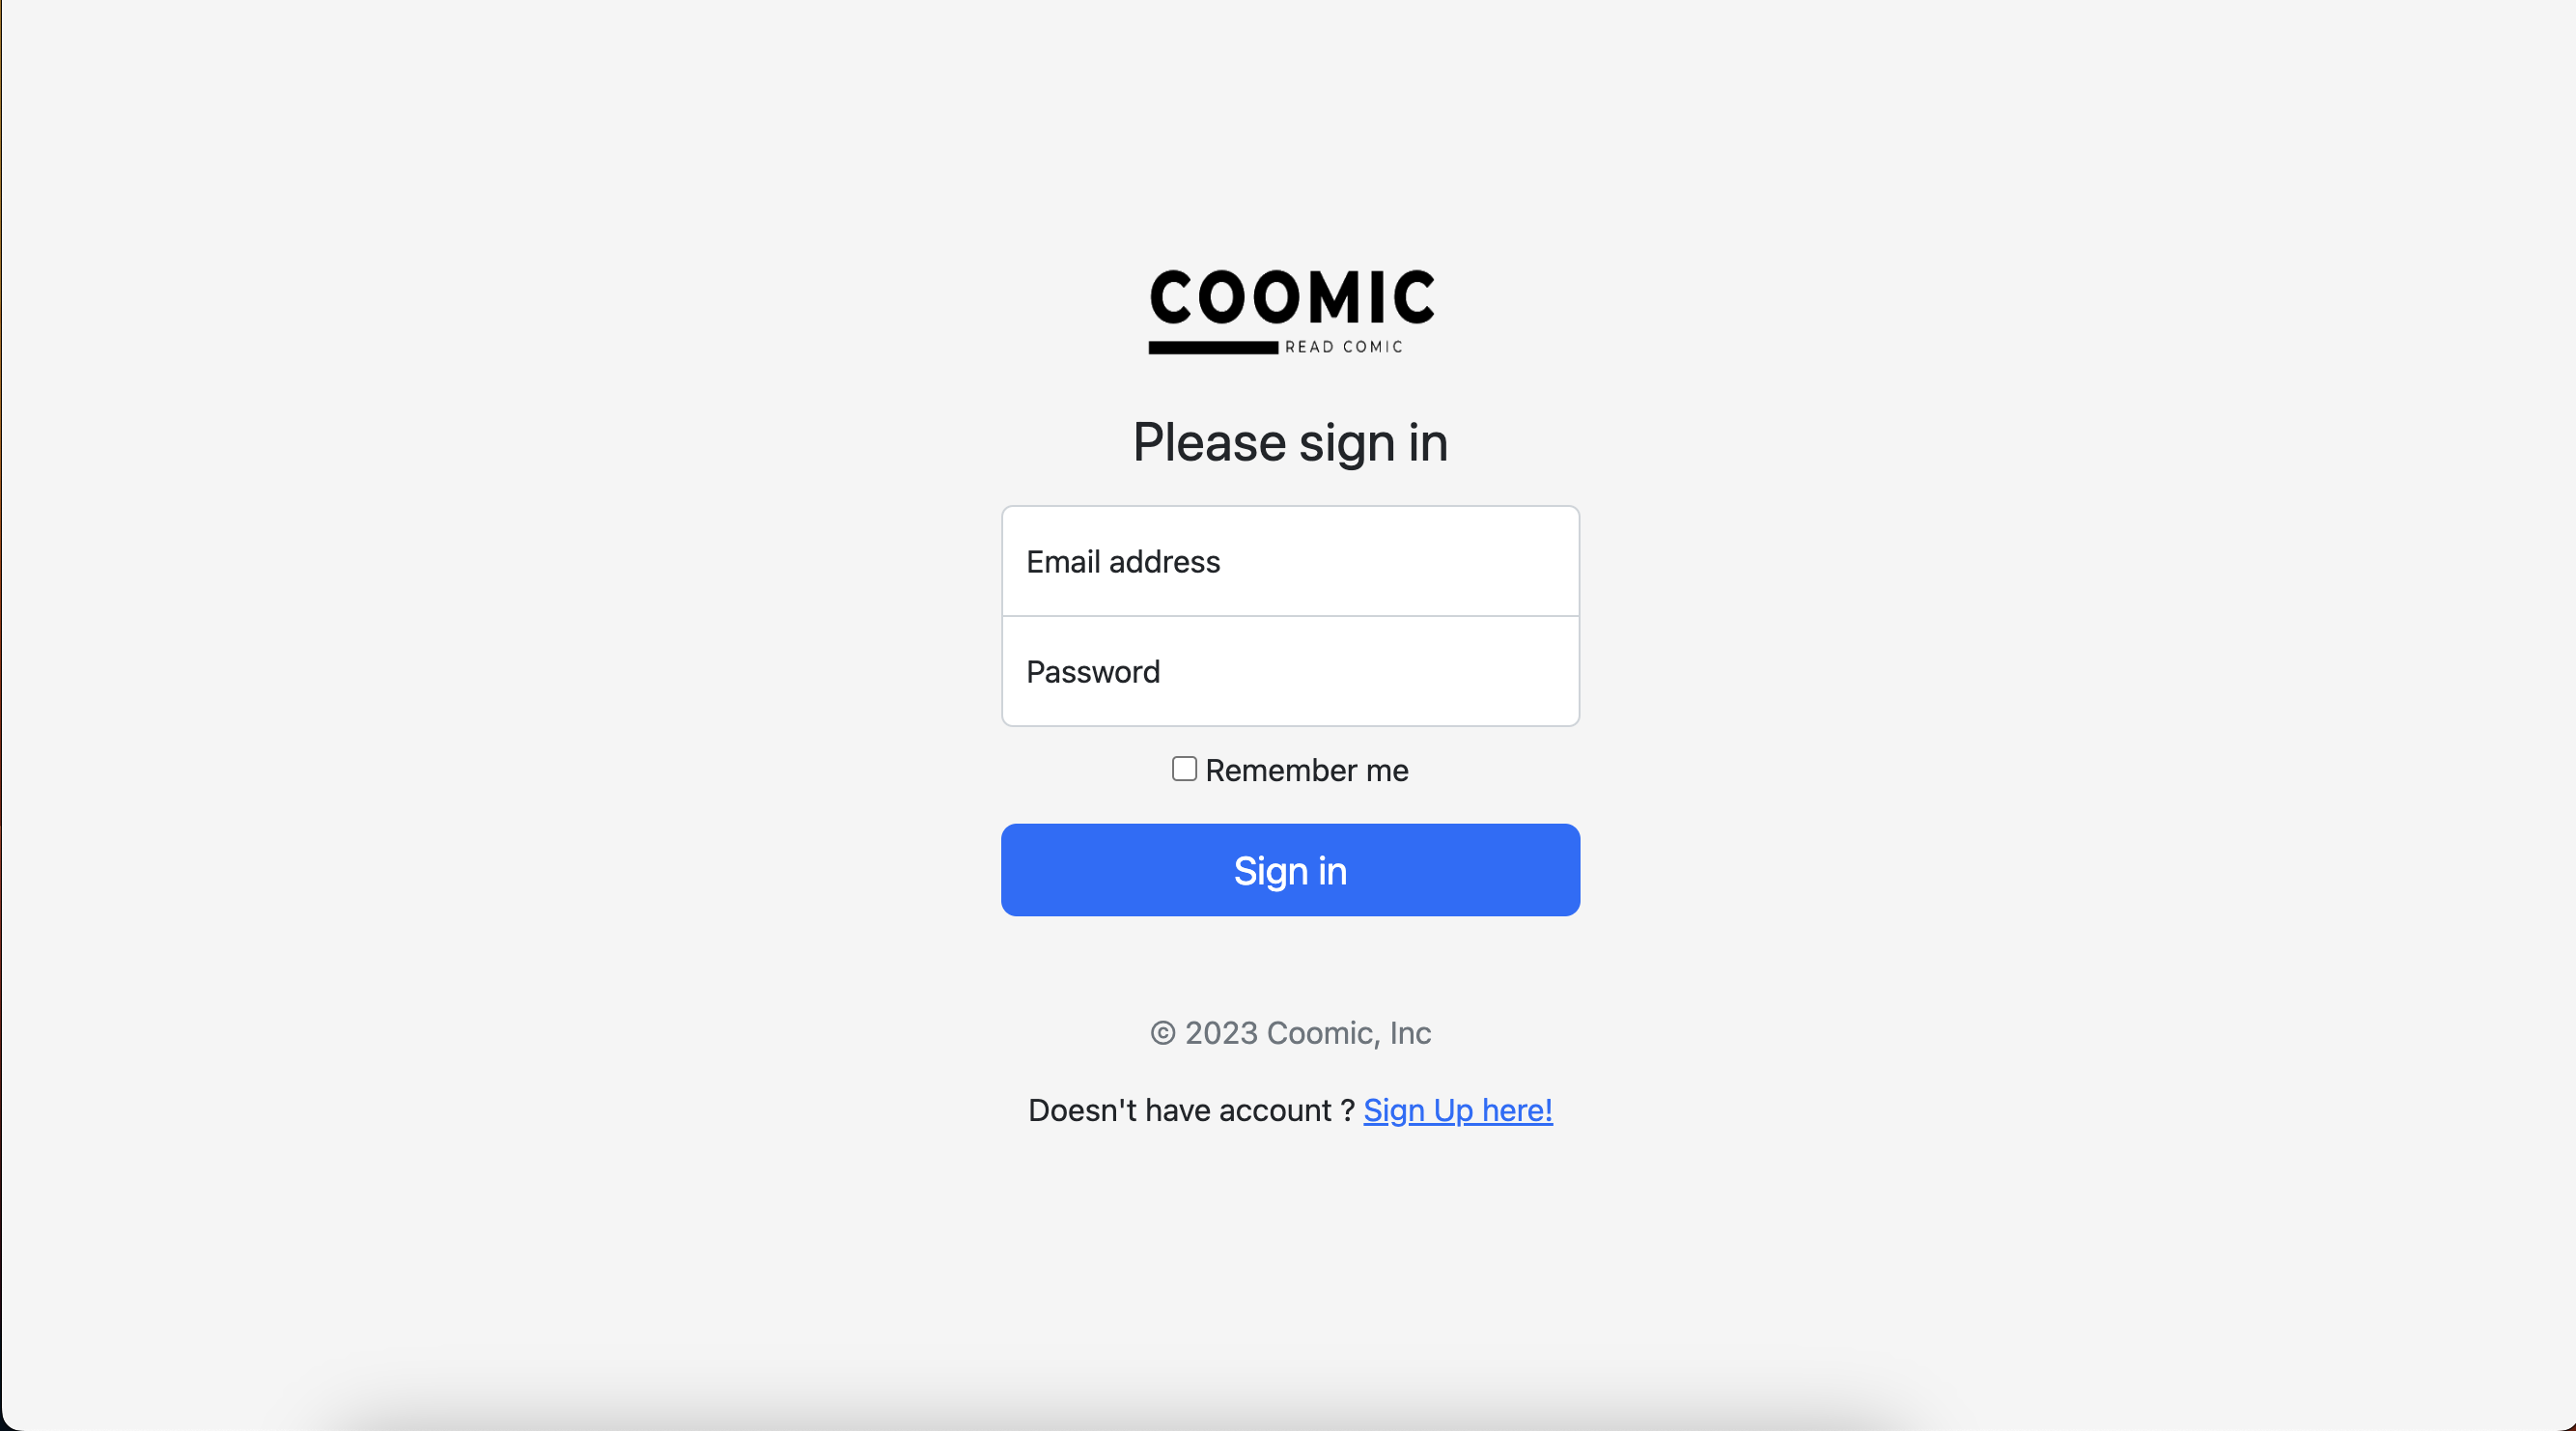 COOMIC
READ COMIC
Please sign in
Email address
Password
Remember me
Sign in
© 2023 Coomic, Inc
Doesn't have account ? Sign Up here!